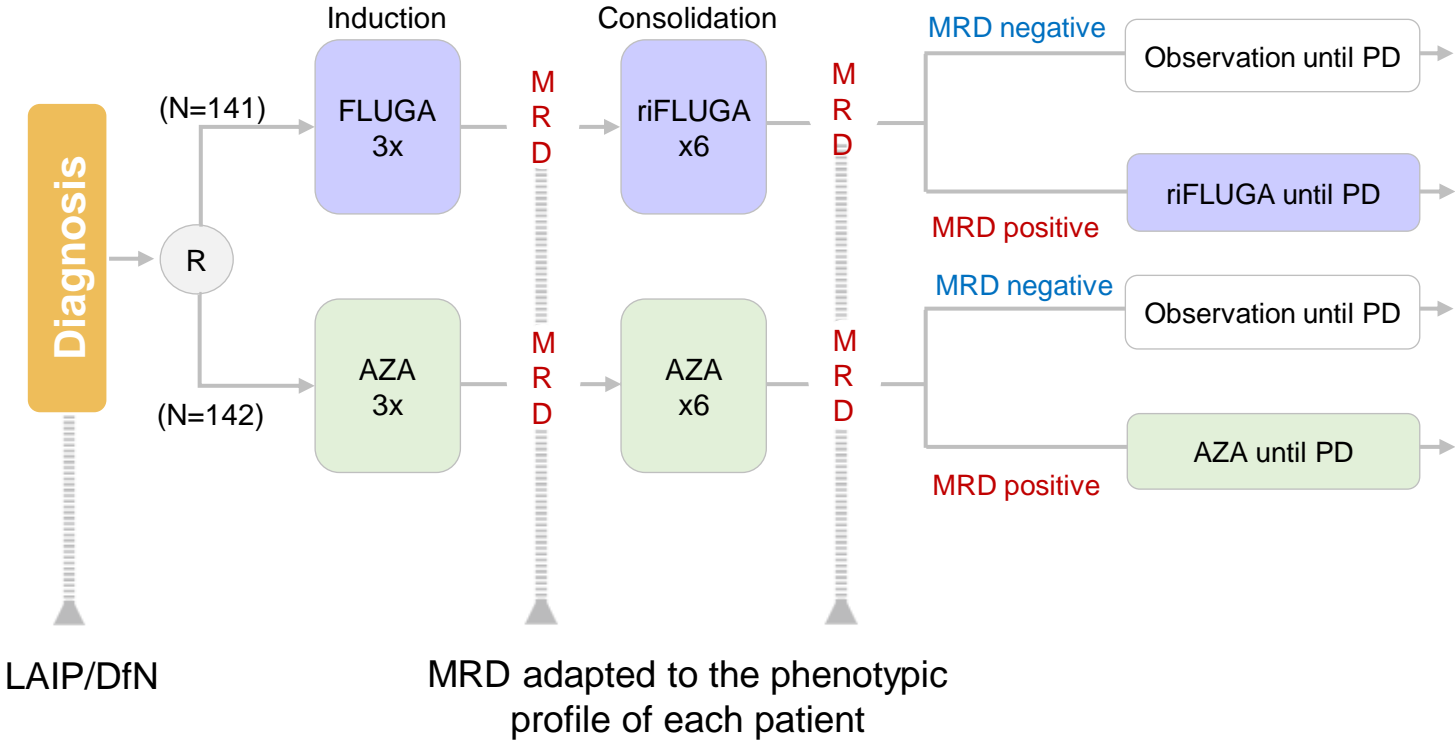 Induction
Consolidation
Diagnosis
R
(N=141)
FLUGA
3x
M
R
D
riFLUGA
x6
M
R
D
MRD negative
Observation until PD
MRD positive
riFLUGA until PD
(N=142)
AZA
3x
M
R
D
AZA
x6
M
R
D
MRD negative
Observation until PD
MRD positive
AZA until PD
LAIP/DfN
MRD adapted to the phenotypic
profile of each patient